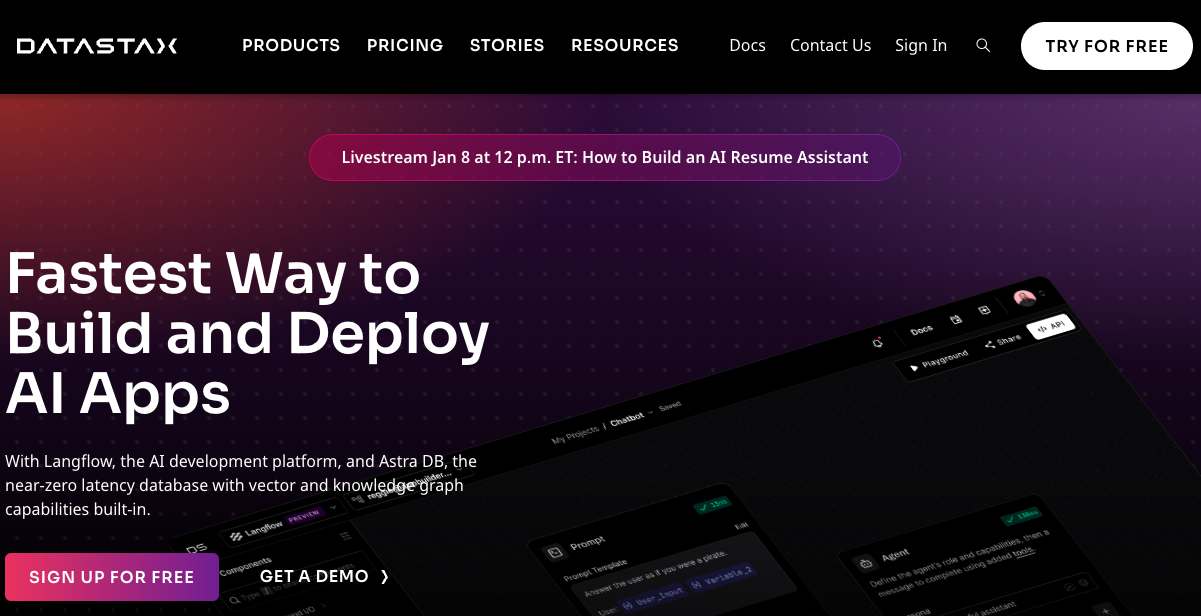 DATASTAX
PRODUCTS PRICING STORIES RESOURCES Docs Contact Us Sign In TRY FOR FREE
Livestream Jan 8 at 12 p.m. ET: How to Build an AI Resume Assistant
Fastest Way to
Build and Deploy
AI Apps
With Langflow, the AI development platform, and Astra DB, the
near-zero latency database with vector and knowledge graph
capabilities built-in.
SIGN UP FOR FREE GET A DEMO ❯
Docs
Playground Share API
My Projects / Chatbot Saved
DS Langflow PREVIEW
Components
Type
Prompt
Edit
Prompt Template
Answer the user as if you were a pirate.
User: User_Input Variable_2
Agent
Define the agent's role and capabilities, then a
message to complete using added tools.
assistant